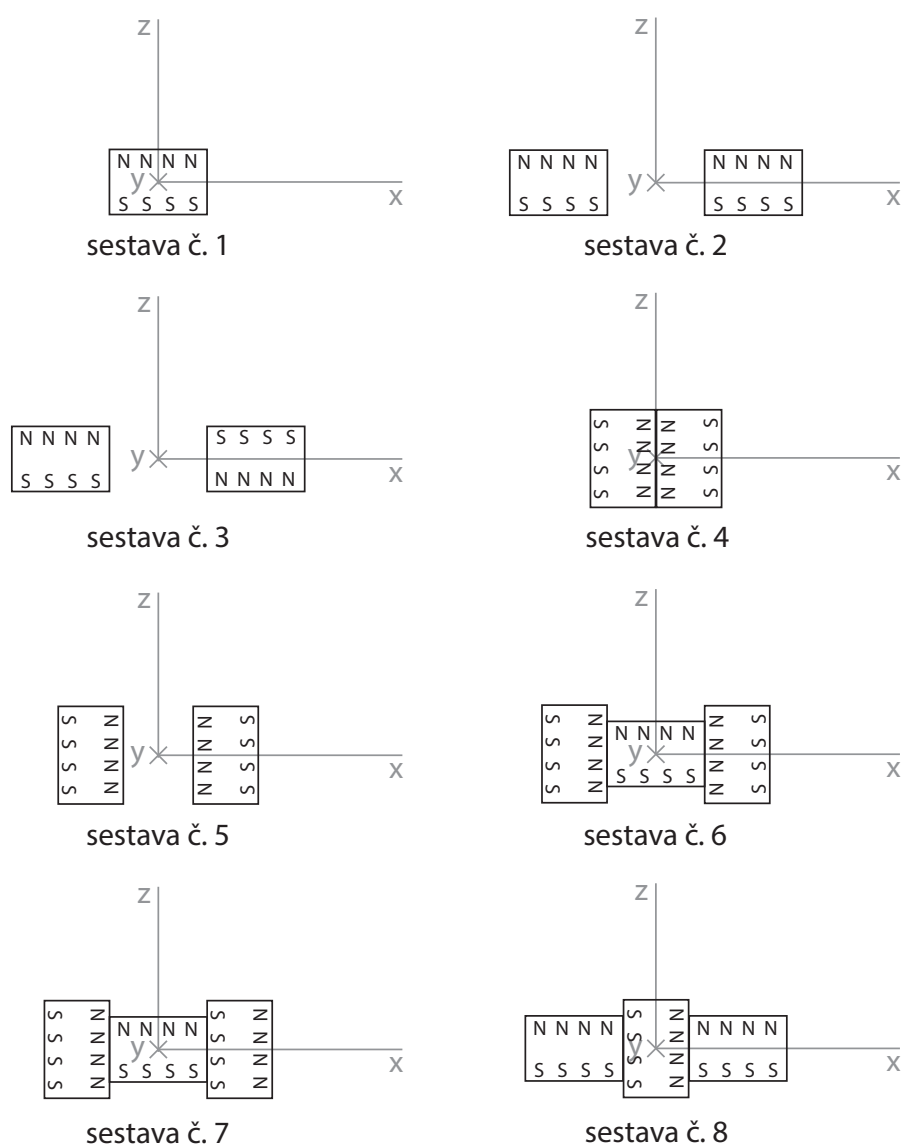 z
N N N N
y
x
S S S S
sestava č. 1
z
N N N N N N N N
y
x
S S S S S S S S
sestava č. 2
z
N N N N S S S S
y
x
S S S S N N N N
sestava č. 3
z
S N N S
S N N S
y
x
S N N S
S N N S
sestava č. 4
z
S N N S
S N N S
y
x
S N N S
S N N S
sestava č. 5
z
S N N S
N N N N
S N N S
y
x
S N N S
S S S S
S N N S
sestava č. 6
z
S N S N
N N N N
S N S N
y
x
S N S N
S S S S
S N S N
sestava č. 7
z
S N
N N N N S N N N N N
y
x
S N
S S S S S N S S S S
sestava č. 8